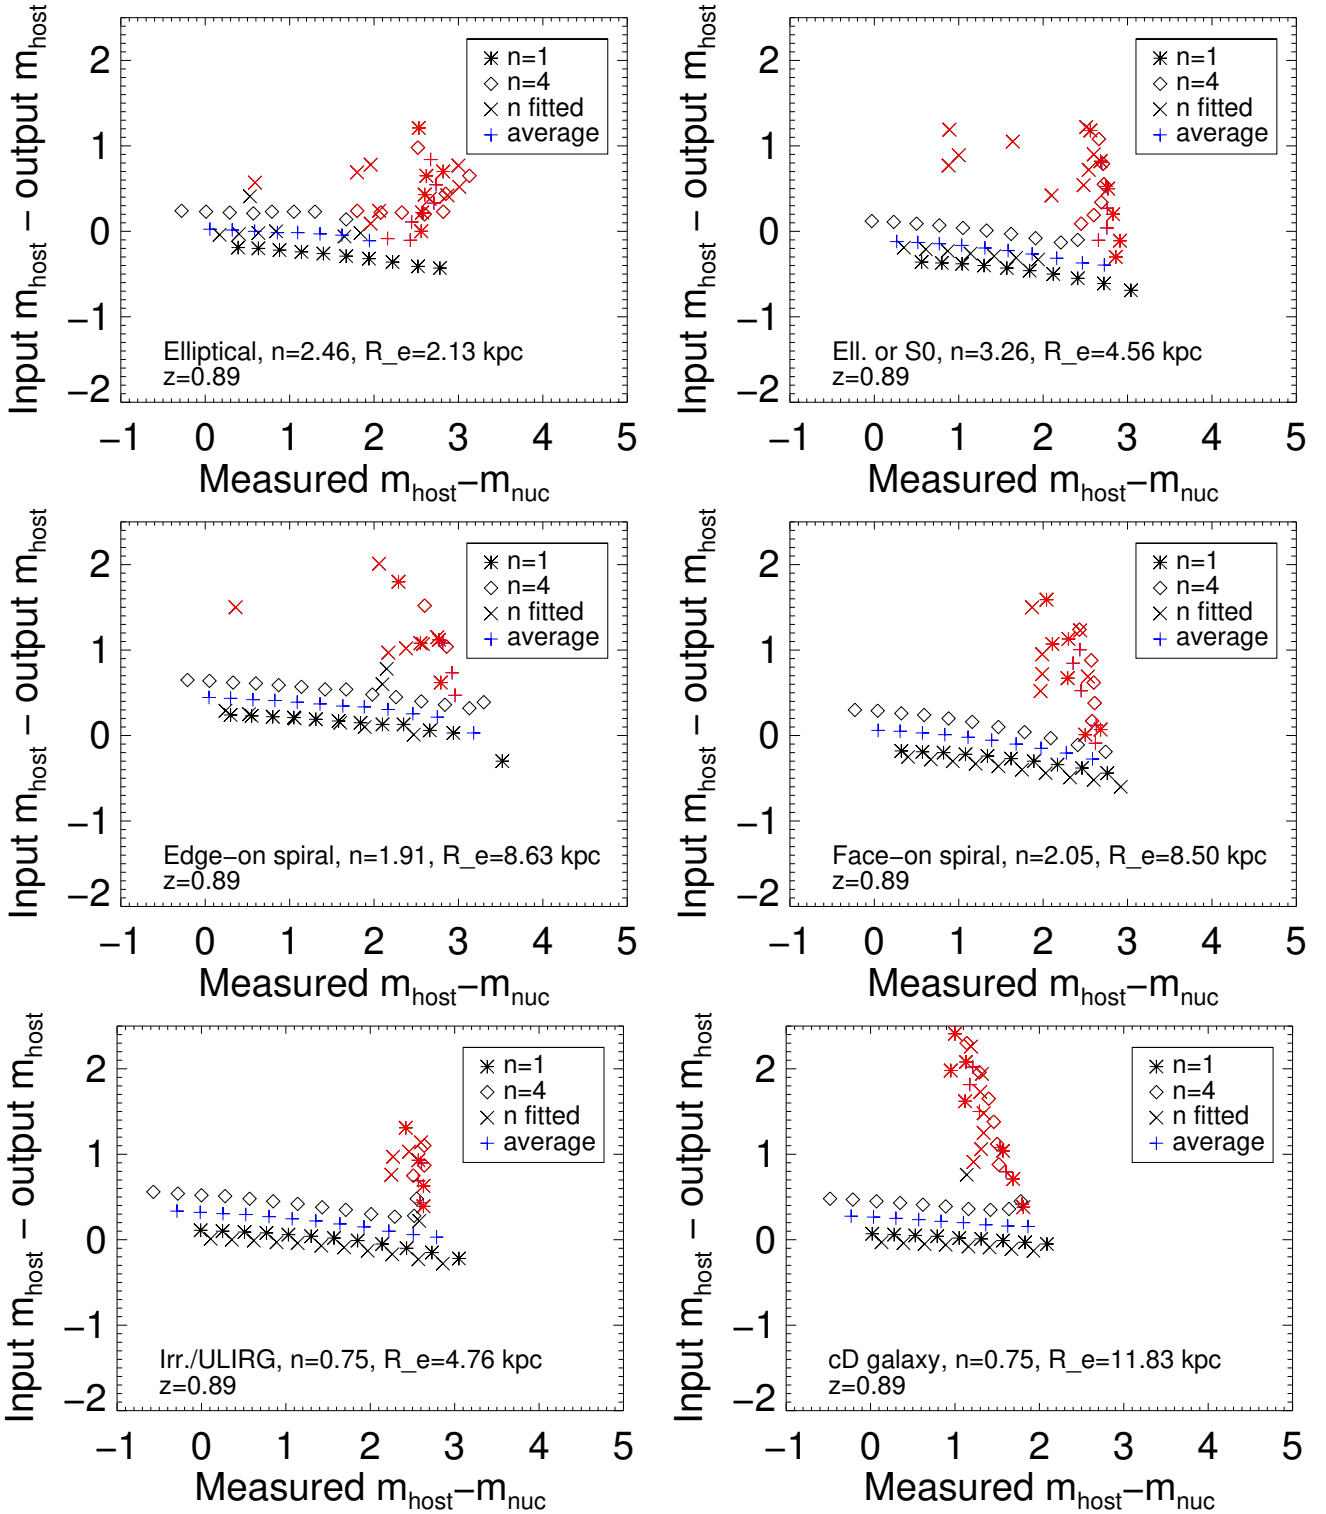 Input m_host − output m_host
2
1
0
−1
−2
n=1
n=4
n fitted
average
Elliptical, n=2.46, R_e=2.13 kpc
z=0.89
−1 0 1 2 3 4 5
Measured m_host−m_nuc
Input m_host − output m_host
2
1
0
−1
−2
n=1
n=4
n fitted
average
Ell. or S0, n=3.26, R_e=4.56 kpc
z=0.89
−1 0 1 2 3 4 5
Measured m_host−m_nuc
Input m_host − output m_host
2
1
0
−1
−2
n=1
n=4
n fitted
average
Edge−on spiral, n=1.91, R_e=8.63 kpc
z=0.89
−1 0 1 2 3 4 5
Measured m_host−m_nuc
Input m_host − output m_host
2
1
0
−1
−2
n=1
n=4
n fitted
average
Face−on spiral, n=2.05, R_e=8.50 kpc
z=0.89
−1 0 1 2 3 4 5
Measured m_host−m_nuc
Input m_host − output m_host
2
1
0
−1
−2
n=1
n=4
n fitted
average
Irr./ULIRG, n=0.75, R_e=4.76 kpc
z=0.89
−1 0 1 2 3 4 5
Measured m_host−m_nuc
Input m_host − output m_host
2
1
0
−1
−2
n=1
n=4
n fitted
average
cD galaxy, n=0.75, R_e=11.83 kpc
z=0.89
−1 0 1 2 3 4 5
Measured m_host−m_nuc